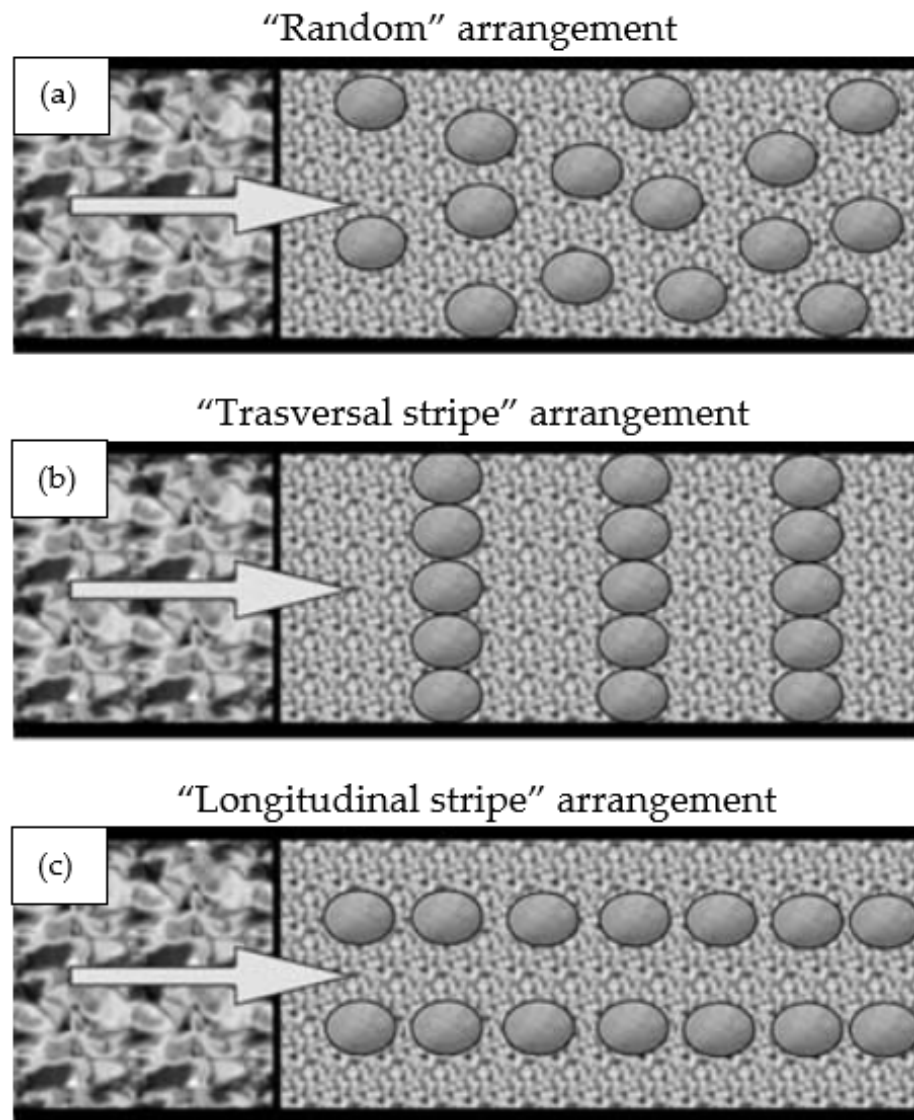 “Random” arrangement
(a)
“Trasversal stripe” arrangement
(b)
“Longitudinal stripe” arrangement
(c)